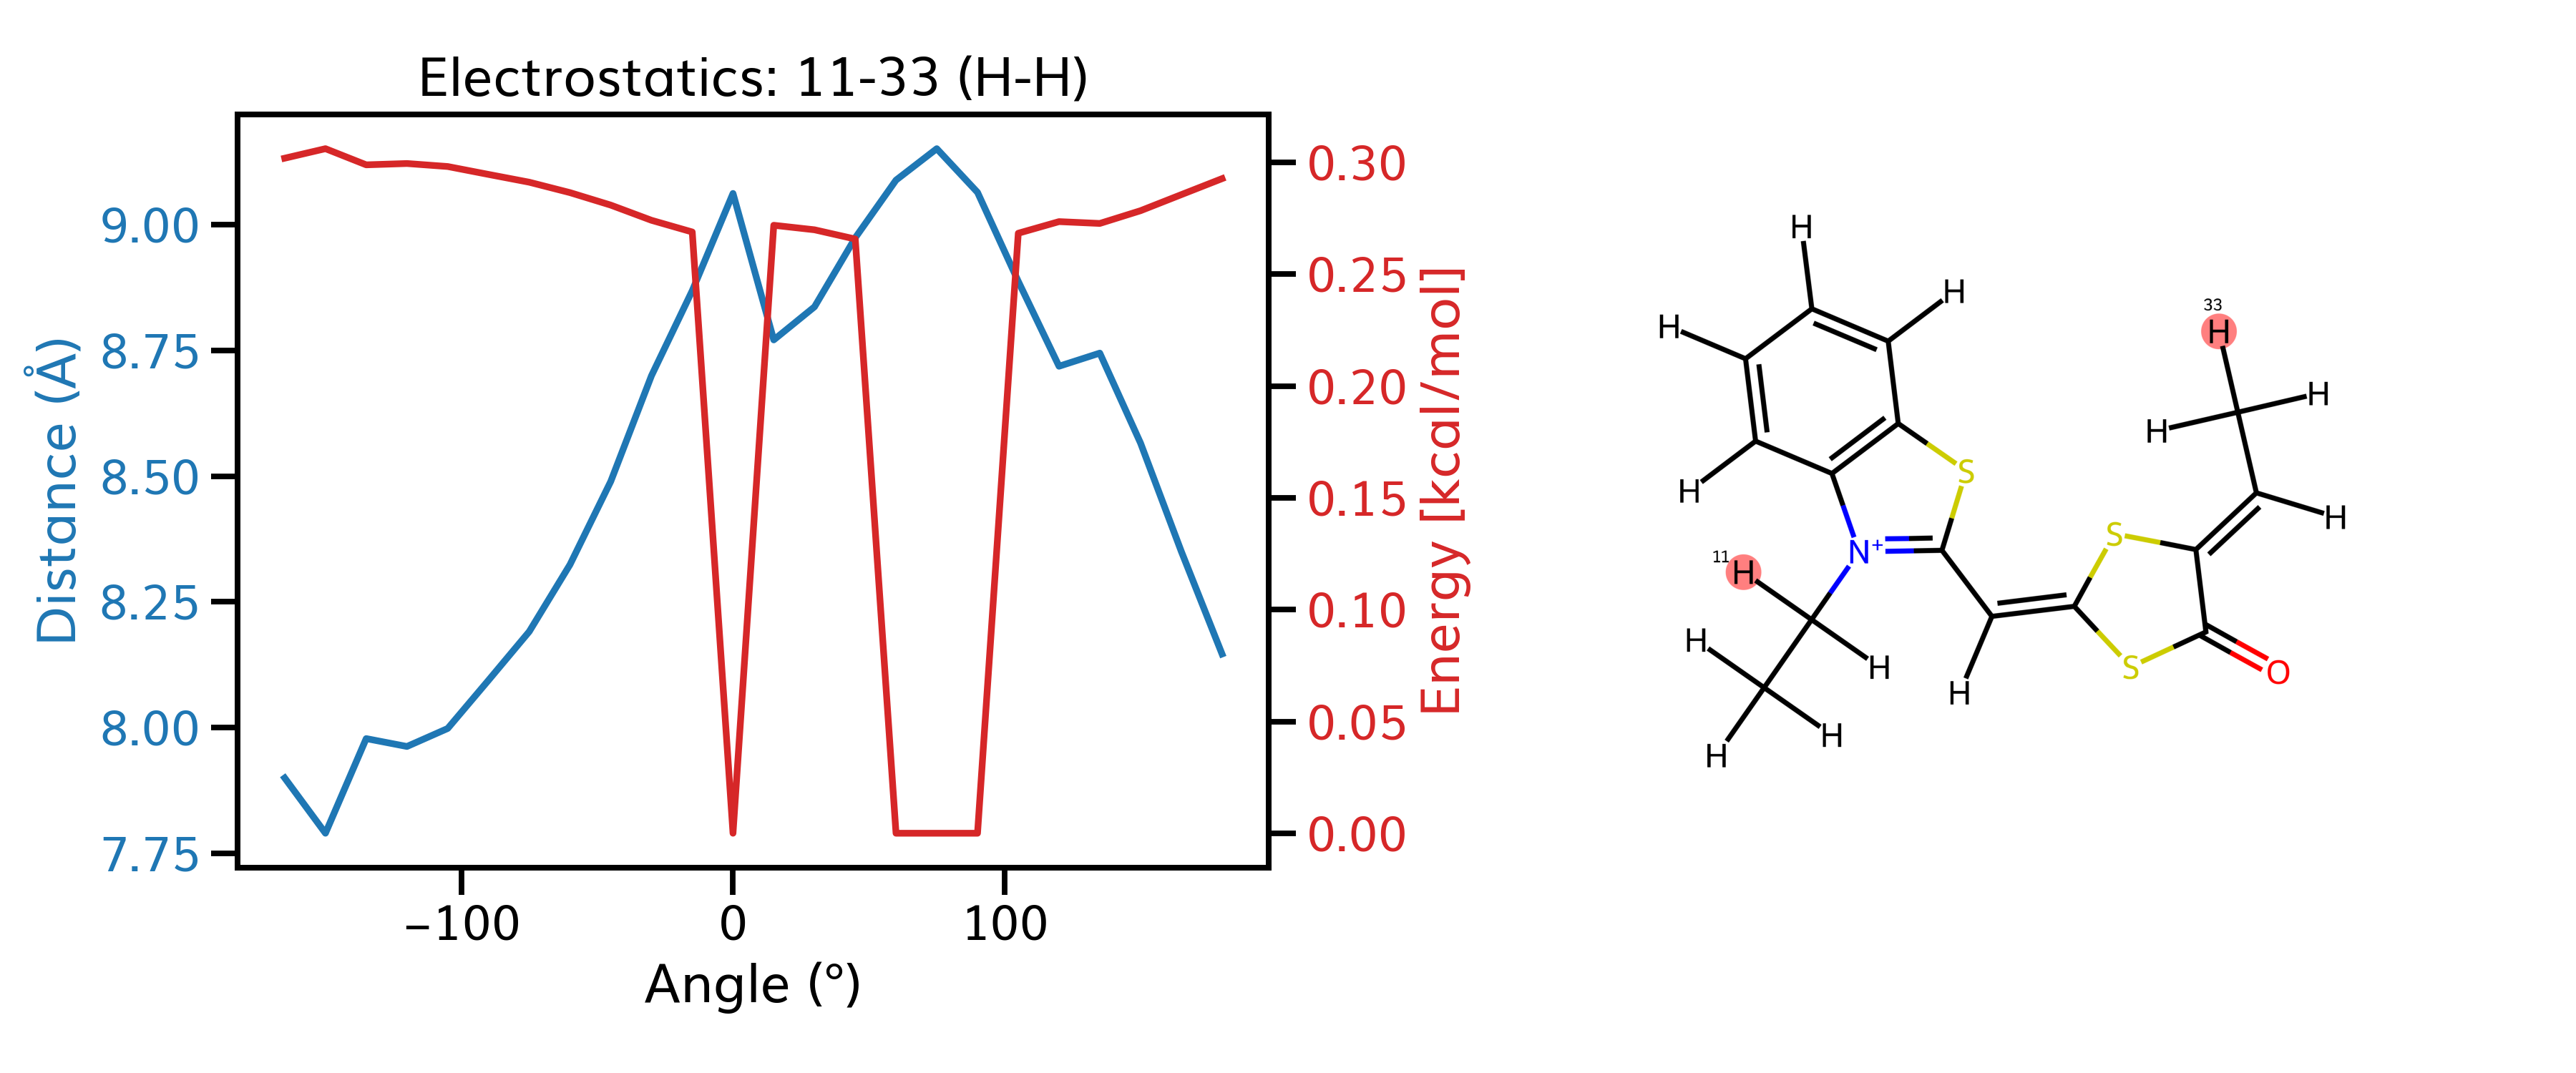 Electrostatics: 11-33 (H-H)
Distance (Å)
9.00
8.75
8.50
8.25
8.00
7.75
0.30
0.25
0.20
0.15
0.10
0.05
0.00
Energy [kcal/mol]
−100 0 100
Angle (°)
H
H
H
33
H
H
H
S
H
H
S
N+
11
H
H
H
H
S
O
H
H
H